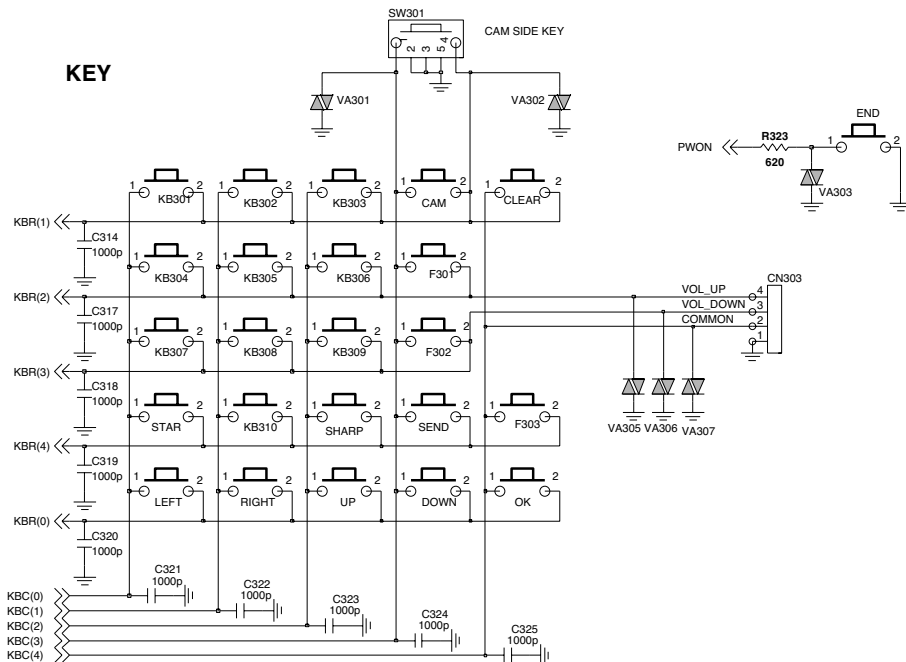 SW301
CAM SIDE KEY
1 2 3 5 4
KEY
VA301
VA302
END
R323
PWON
1 2
620
VA303
1 2 1 2 1 2 1 2 1 2
KB301 KB302 KB303 CAM CLEAR
KBR(1)
C314
1000p
1 2 1 2 1 2 1 2
KB304 KB305 KB306 F301
CN303
KBR(2)
VOL_UP 4
VOL_DOWN 3
COMMON 2
1
C317
1000p
1 2 1 2 1 2 1 2
KB307 KB308 KB309 F302
KBR(3)
C318
1000p
1 2 1 2 1 2 1 2 1 2
STAR KB310 SHARP SEND F303
VA305 VA306 VA307
KBR(4)
C319
1000p
1 2 1 2 1 2 1 2 1 2
LEFT RIGHT UP DOWN OK
KBR(0)
C320
1000p
C321
1000p
KBC(0)
C322
1000p
KBC(1)
C323
1000p
KBC(2)
C324
1000p
KBC(3)
C325
1000p
KBC(4)